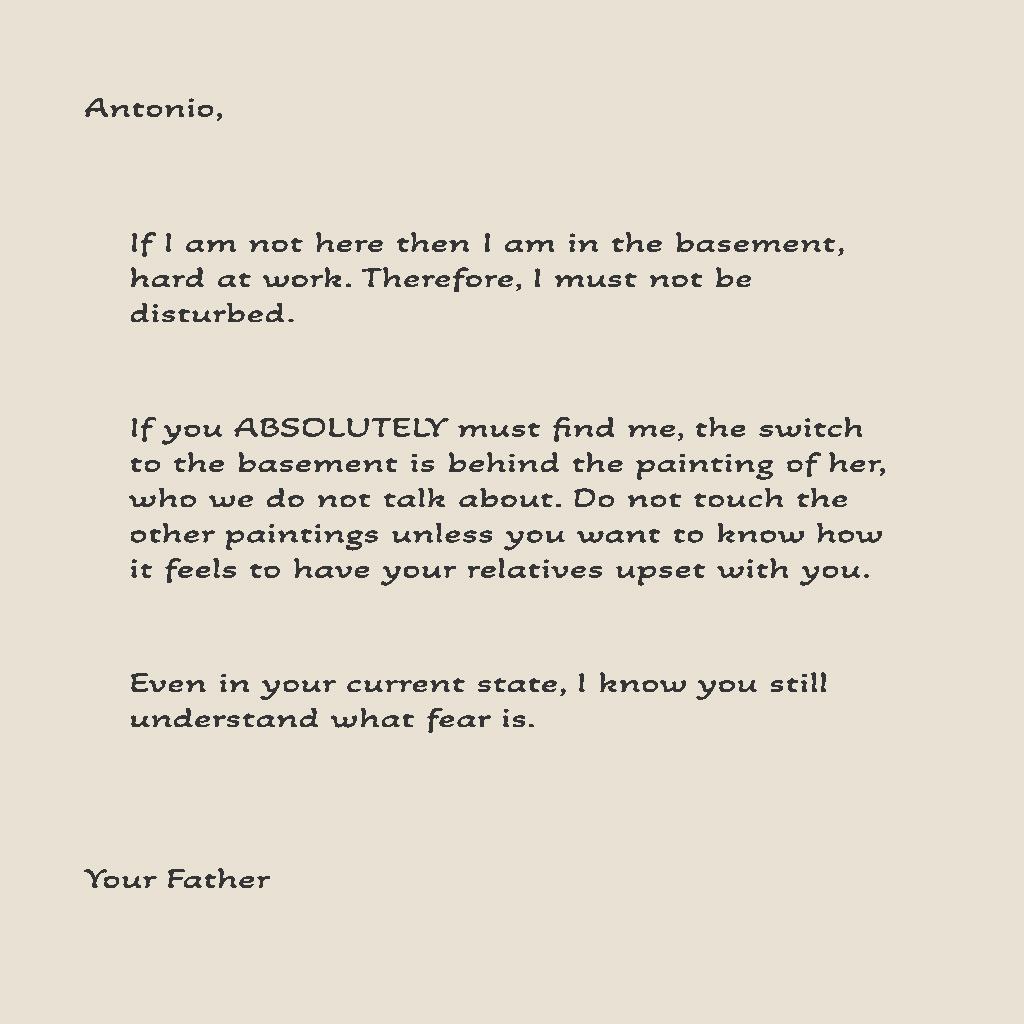 Antonio,
If I am not here then I am in the basement,
hard at work. Therefore, I must not be
disturbed.
If you ABSOLUTELY must find me, the switch
to the basement is behind the painting of her,
who we do not talk about. Do not touch the
other paintings unless you want to know how
it feels to have your relatives upset with you.
Even in your current state, I know you still
understand what fear is.
Your Father